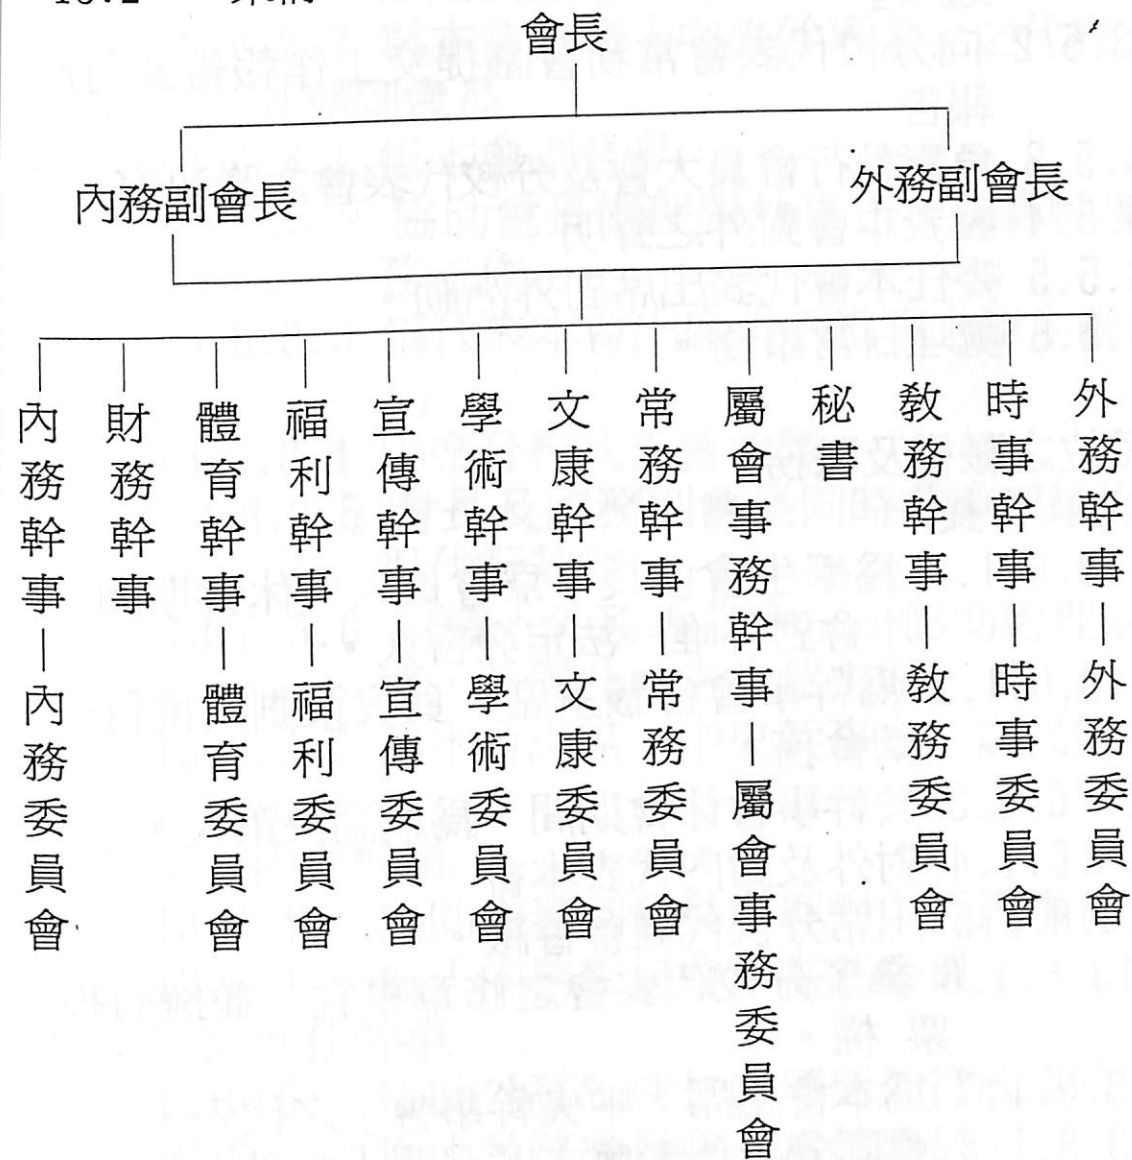 會長
內務副會長
外務副會長
內務幹事—內務委員會
財務幹事
體育幹事—體育委員會
福利幹事—福利委員會
宣傳幹事—宣傳委員會
學術幹事—學術委員會
文康幹事—文康委員會
常務幹事—常務委員會
屬會事務幹事—屬會事務委員會
秘書
教務幹事—教務委員會
時事幹事—時事委員會
外務幹事—外務委員會